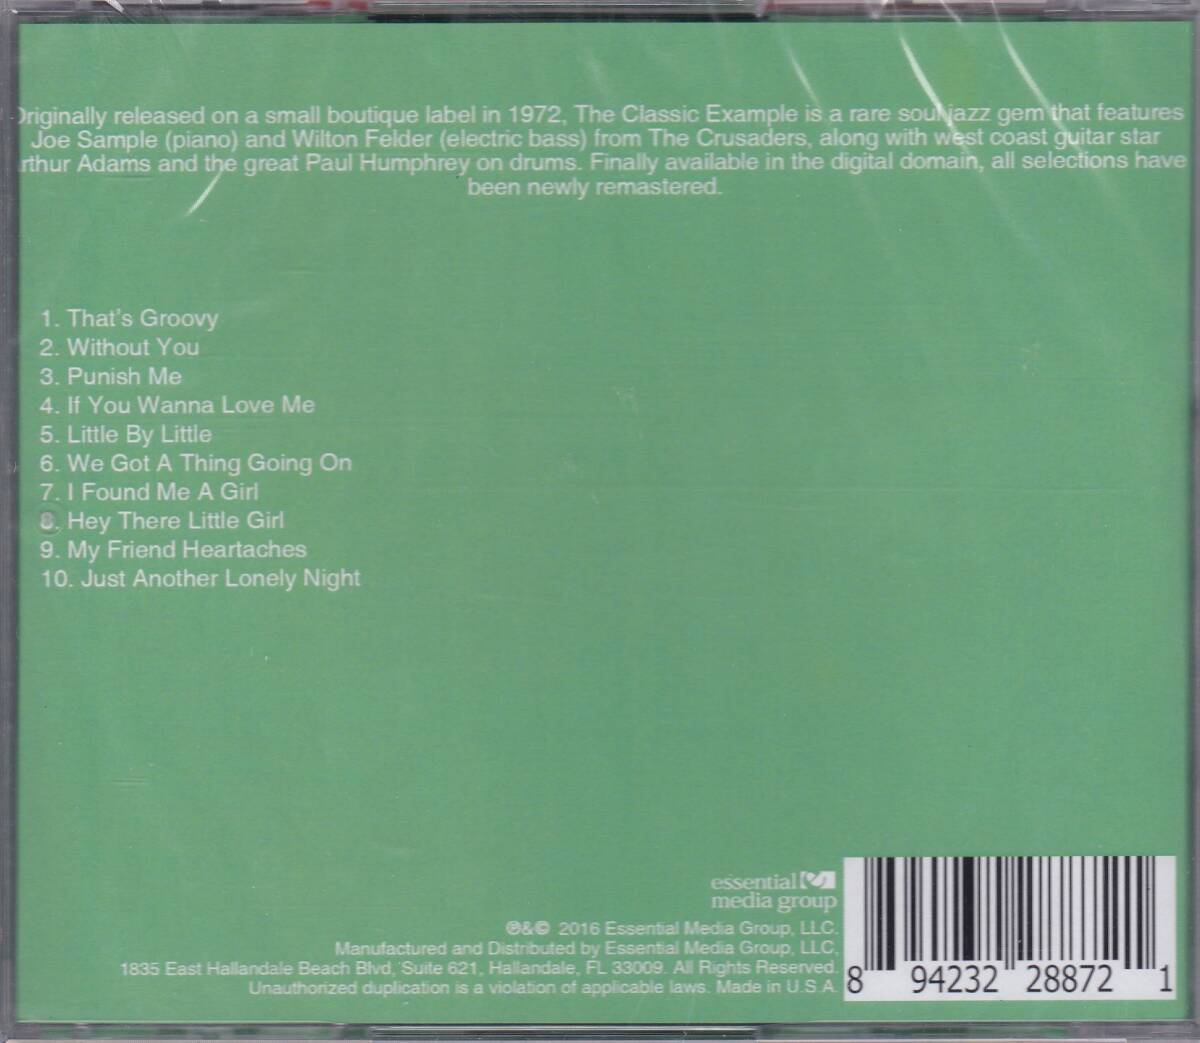 Originally released on a small boutique label in 1972, The Classic Example is a rare soul jazz gem that features
Joe Sample (piano) and Wilton Felder (electric bass) from The Crusaders, along with west coast guitar star
rthur Adams and the great Paul Humphrey on drums. Finally available in the digital domain, all selections have
been newly remastered.
1. That's Groovy
2. Without You
3. Punish Me
4. If You Wanna Love Me
5. Little By Little
6. We Got A Thing Going On
7. I Found Me A Girl
8. Hey There Little Girl
9. My Friend Heartaches
10. Just Another Lonely Night
essential
media group
℗&© 2016 Essential Media Group, LLC.
Manufactured and Distributed by Essential Media Group, LLC,
1835 East Hallandale Beach Blvd, Suite 621, Hallandale, FL 33009. All Rights Reserved.
Unauthorized duplication is a violation of applicable laws. Made in U.S.A.
8 94232 28872 1